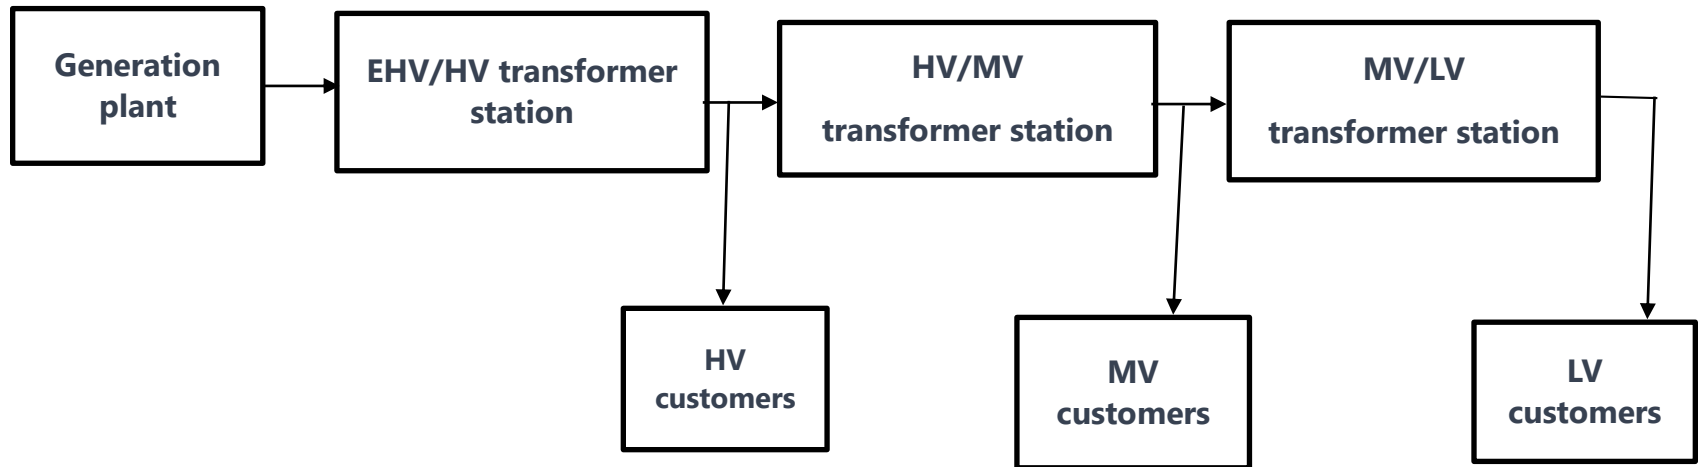 Generation
plant
EHV/HV transformer
station
HV/MV
transformer station
MV/LV
transformer station
HV
customers
MV
customers
LV
customers